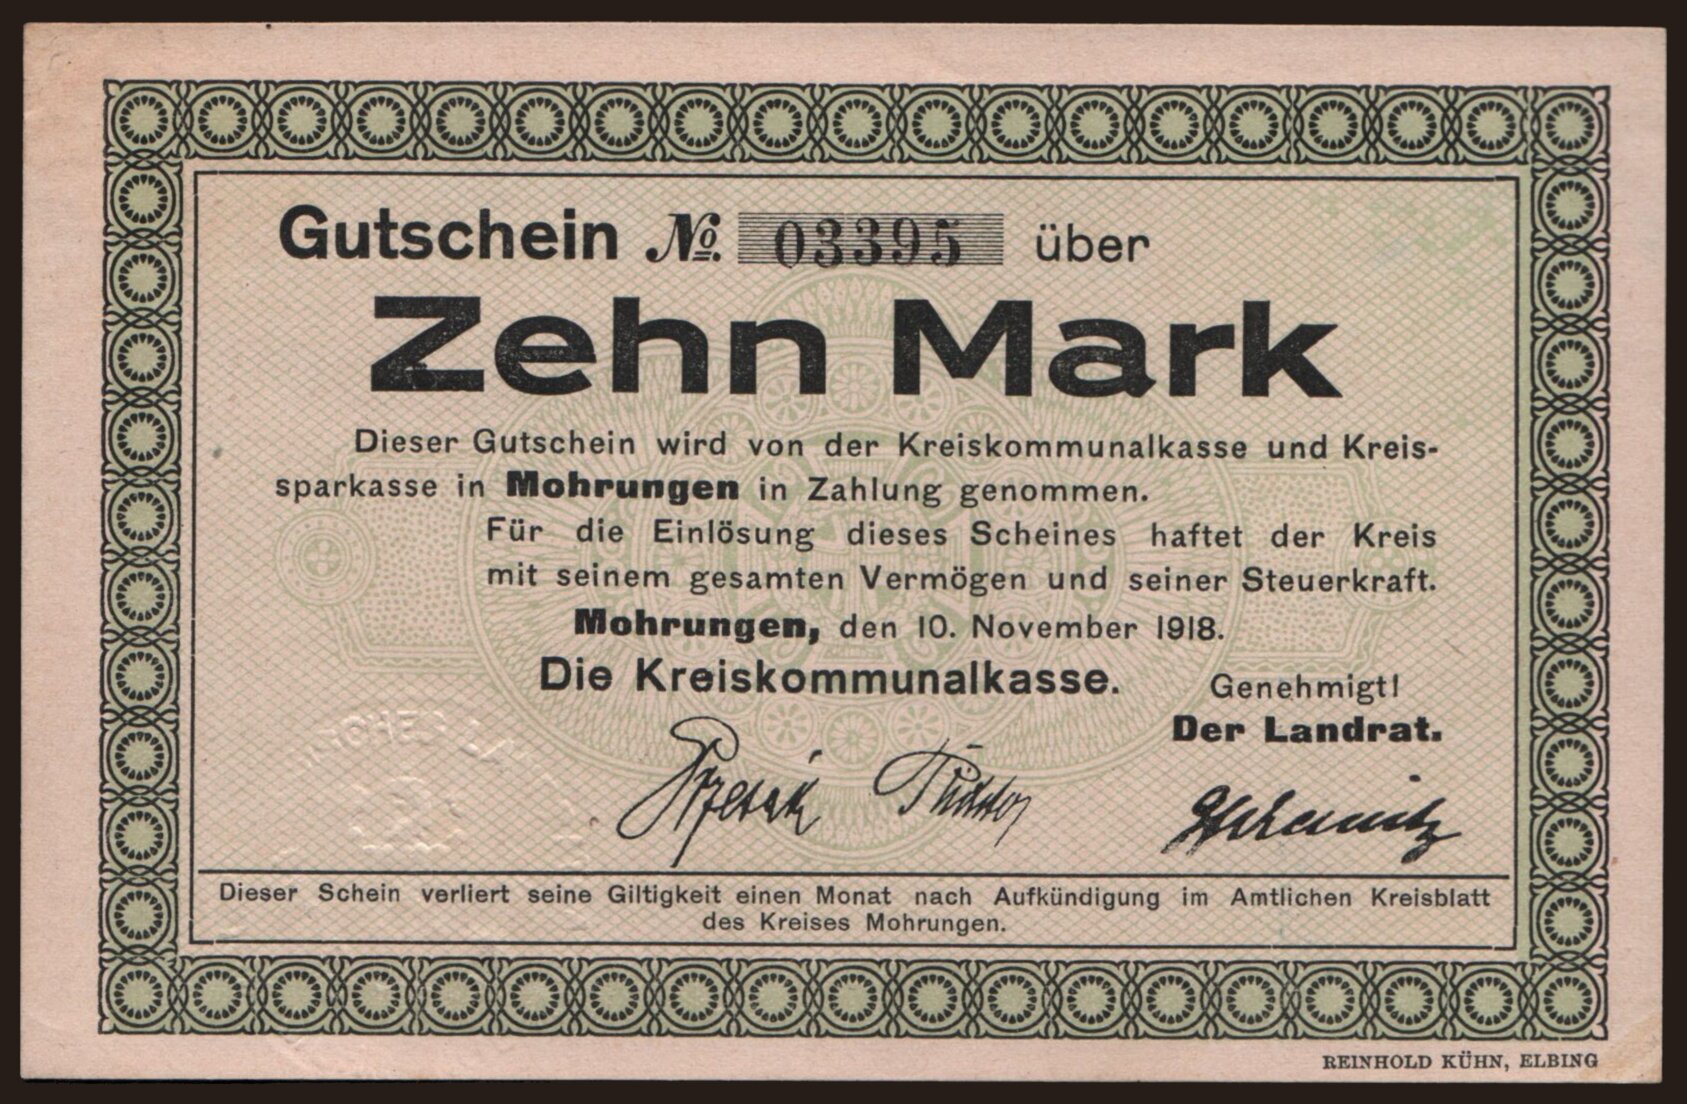 Gutschein № 03395 über
Zehn Mark
Dieser Gutschein wird von der Kreiskommunalkasse und Kreis-
sparkasse in Mohrungen in Zahlung genommen.
Für die Einlösung dieses Scheines haftet der Kreis
mit seinem gesamten Vermögen und seiner Steuerkraft.
Mohrungen, den 10. November 1918.
Die Kreiskommunalkasse.
Genehmigt!
Der Landrat.
Dieser Schein verliert seine Giltigkeit einen Monat nach Aufkündigung im Amtlichen Kreisblatt
des Kreises Mohrungen.
REINHOLD KÜHN, ELBING